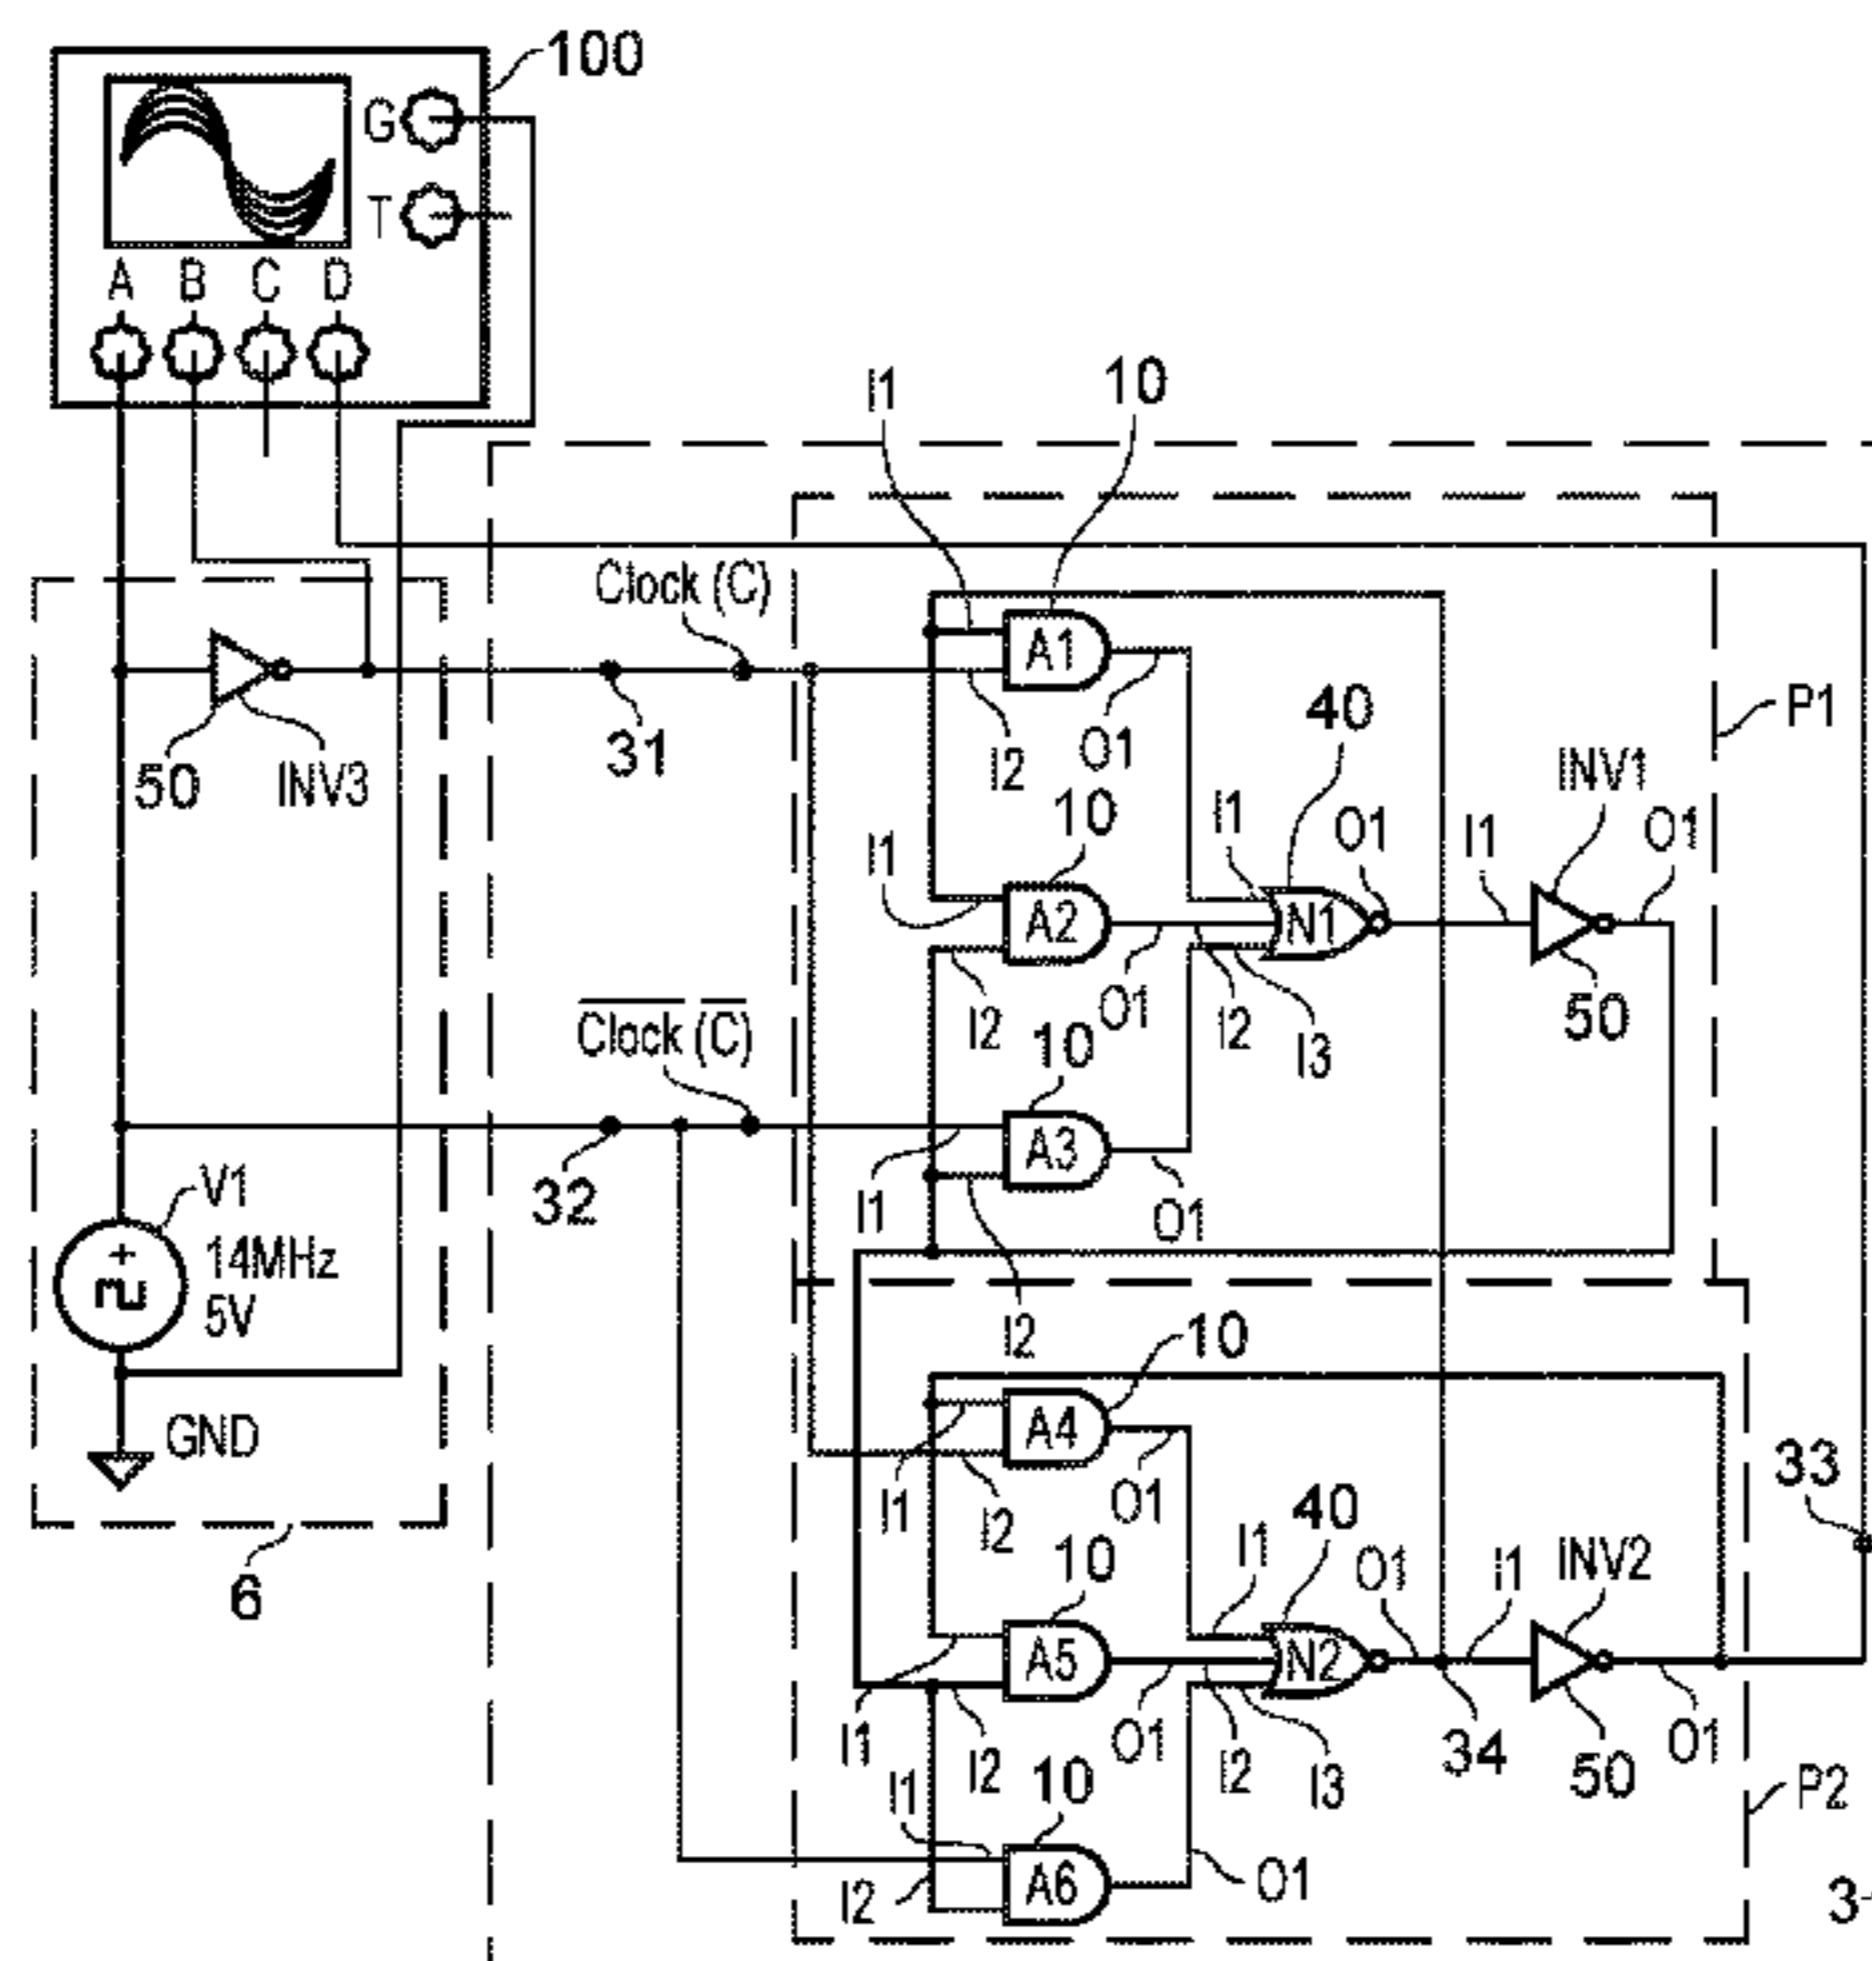 100
G
T
A B C D
I1
10
Clock (C)
A1
O1
I2
31
50
INV3
40
P1
INV1
10
I1
I1
O1
I1
O1
A2
N1
I2
O1
I2
I3
50
Clock (C)
10
A3
I1
O1
32
V1
14MHz
5V
I2
10
GND
A4
I1
I2
O1
33
6
10
40
I1
O1
I1
INV2
A5
N2
I1
I2
O1
I2
I3
34
50
O1
I1
10
P2
A6
I2
O1
3